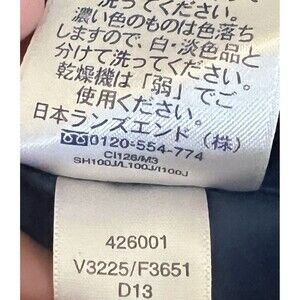 洗ってください。
濃い色のものは色落ち
しますので、白・淡色品と
分けて洗ってください。
乾燥機は「弱」でご
使用ください。
日本ランズエンド（株）
0120-554-774
CI126/M3
SH100J/L100J/I100J
426001
V3225/F3651
D13